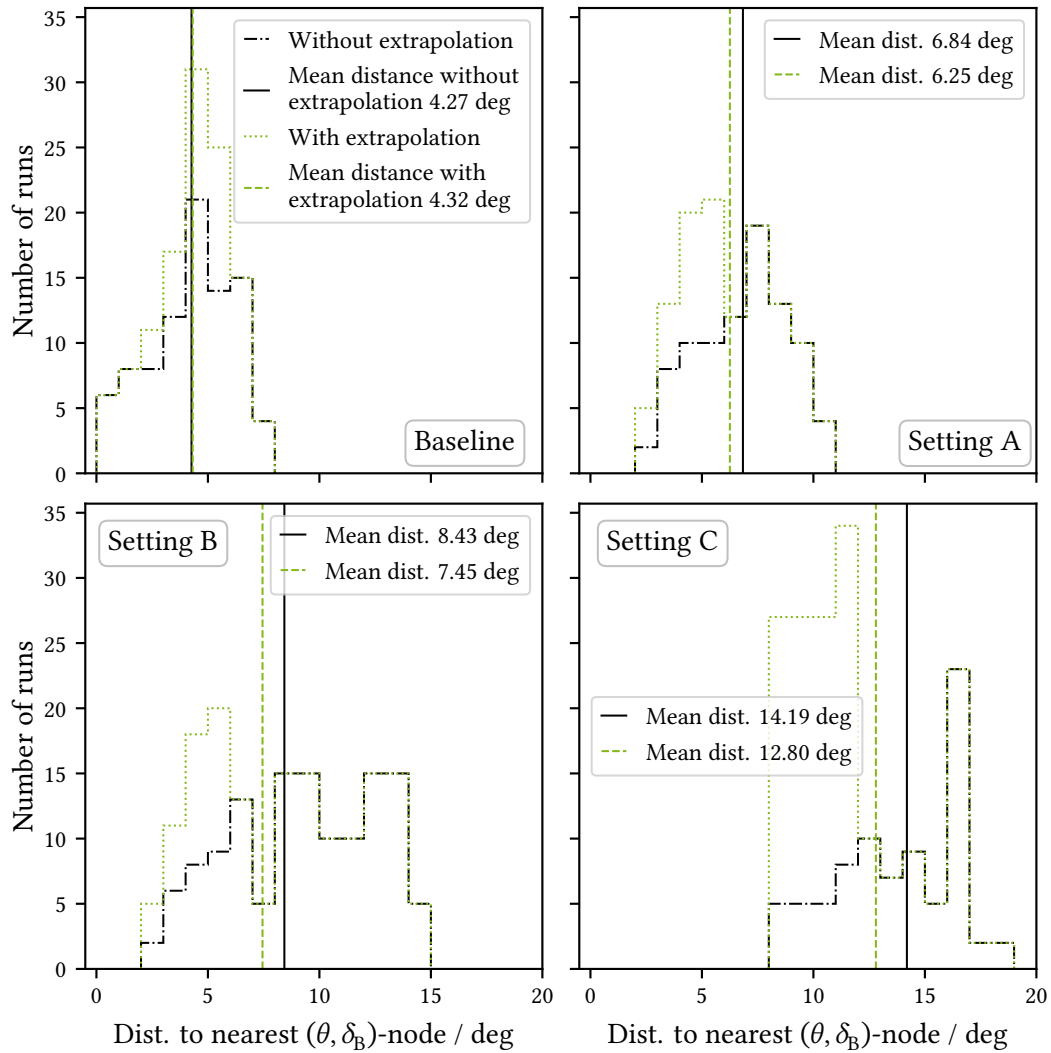 35
30
25
20
15
10
5
0
Number of runs
Without extrapolation
Mean distance without
extrapolation 4.27 deg
With extrapolation
Mean distance with
extrapolation 4.32 deg
Baseline
Mean dist. 6.84 deg
Mean dist. 6.25 deg
Setting A
35
30
25
20
15
10
5
0
Number of runs
Setting B
Mean dist. 8.43 deg
Mean dist. 7.45 deg
0 5 10 15 20
Dist. to nearest (θ, δB)-node / deg
Setting C
Mean dist. 14.19 deg
Mean dist. 12.80 deg
0 5 10 15 20
Dist. to nearest (θ, δB)-node / deg